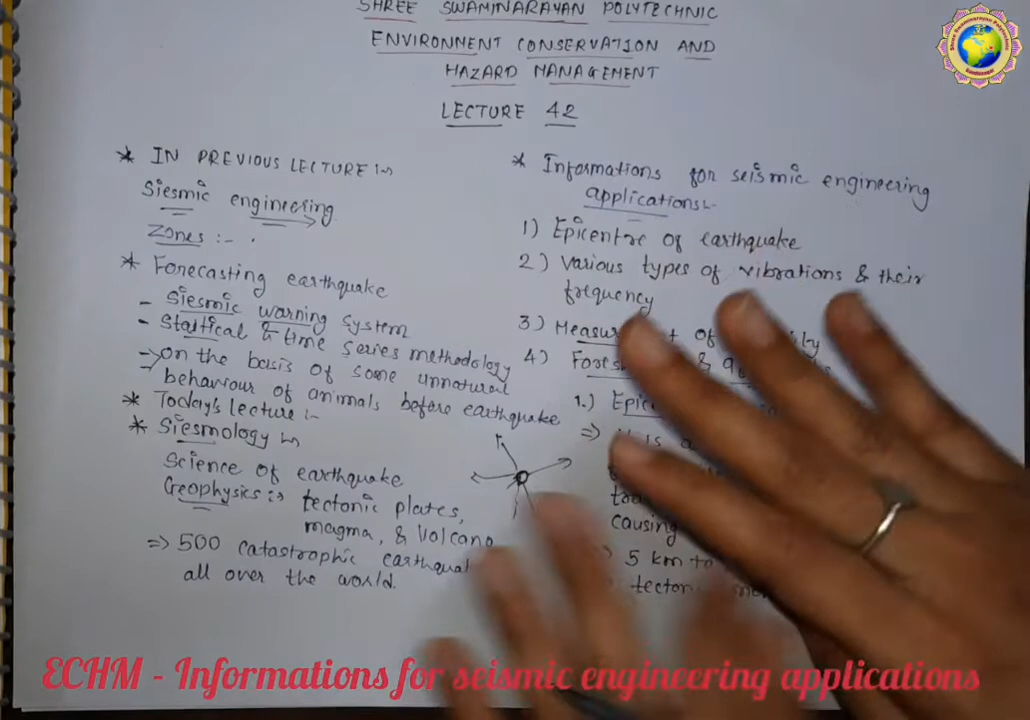 SHREE SWAMINARAYAN POLYTECHNIC
ENVIRONMENT CONSERVATION AND
HAZARD MANAGEMENT
LECTURE 42
* IN PREVIOUS LECTURE :-
Siesmic engineering
Zones :-
* Forecasting earthquake
- Siesmic warning system
- Stastical & time series methodology
=> on the basis of some unnatural
behaviour of animals before earthquake
* Today's lecture :-
* Siesmology :-
Science of earthquake
Geophysics :-> tectonic plates,
magma, & volcano
=> 500 catastrophic
all over the world.
* Informations for seismic engineering
applications :-
1) Epicentre of earthquake
2) Various types of vibrations & their
frequency
3) of
4) &
1.)
=> is a
causing
5 km to
ECHM - Informations for seismic engineering applications